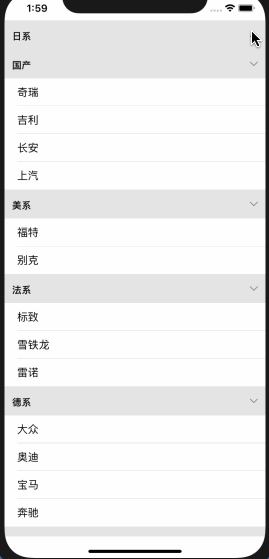 1:59
日系
国产
奇瑞
吉利
长安
上汽
美系
福特
别克
法系
标致
雪铁龙
雷诺
德系
大众
奥迪
宝马
奔驰